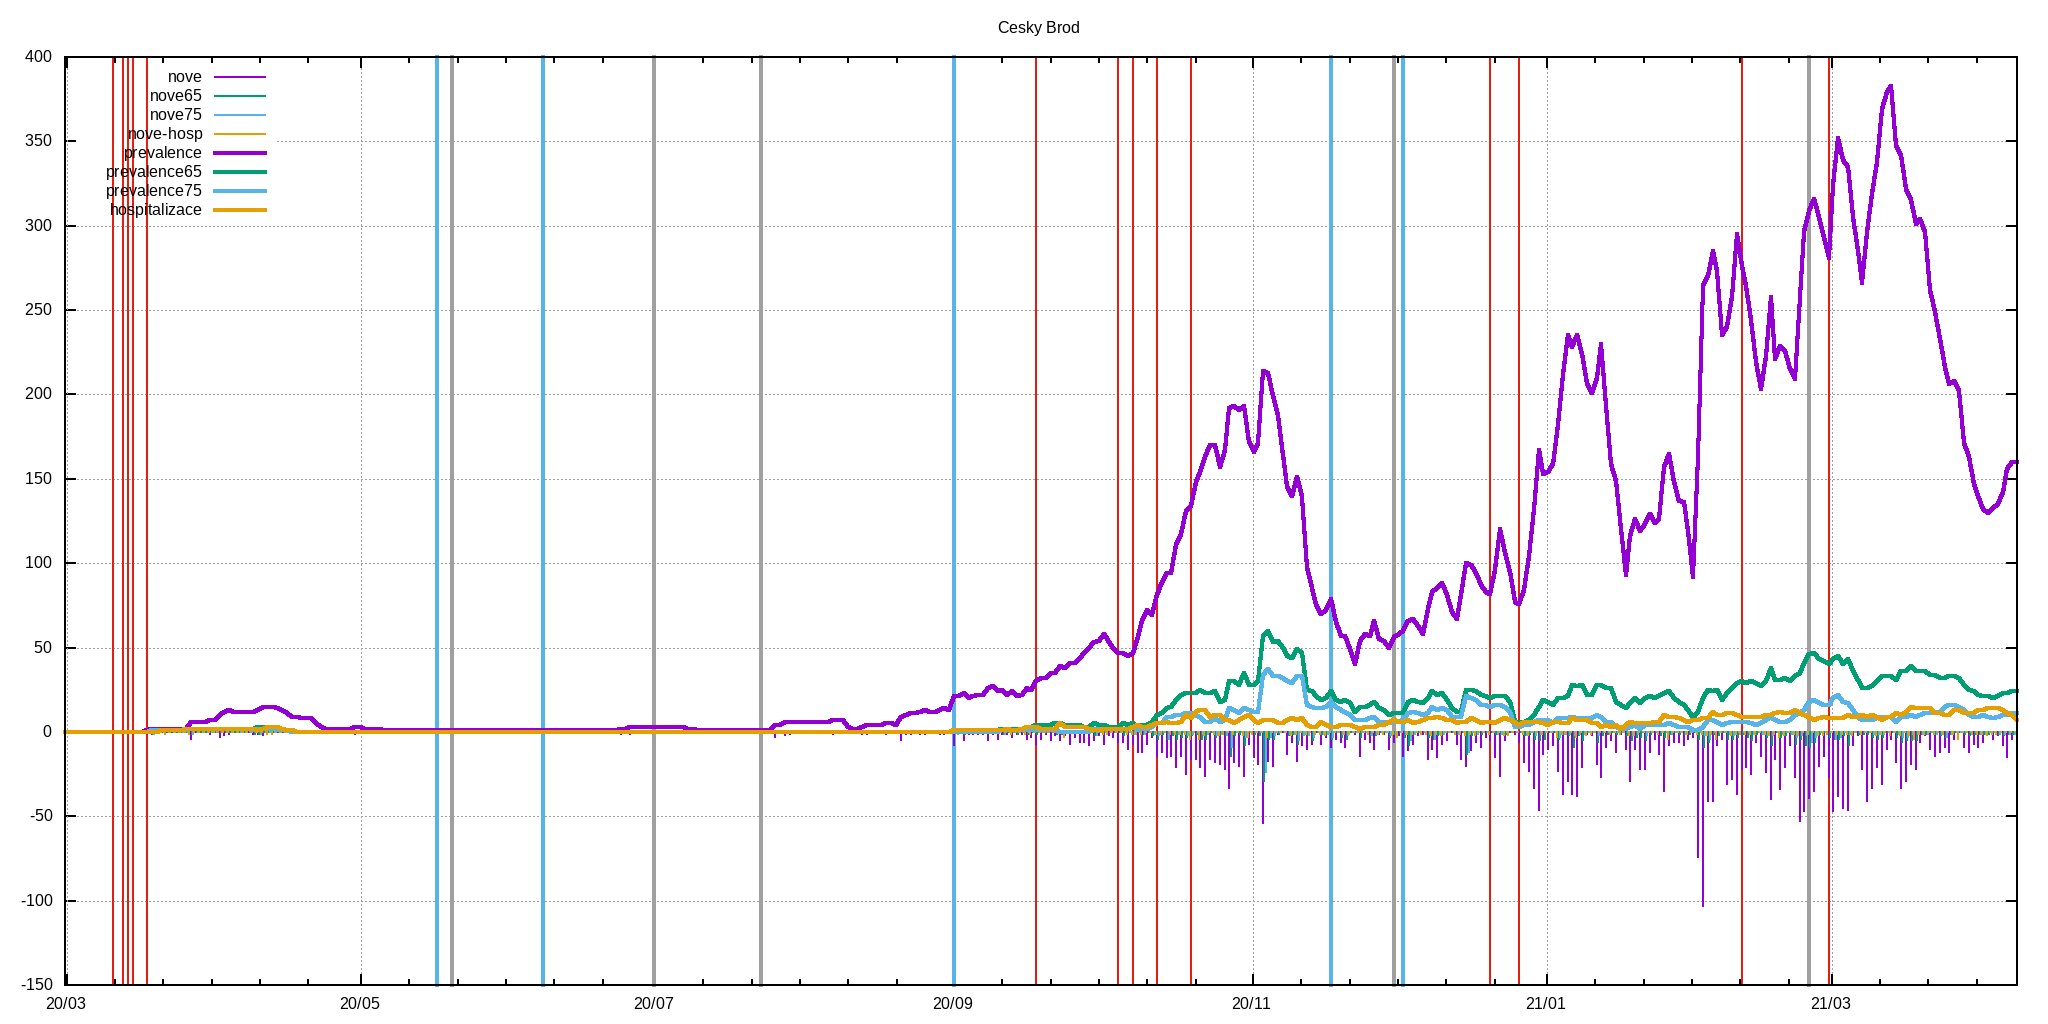 Cesky Brod
400
350
300
250
200
150
100
50
0
-50
-100
-150
nove
nove65
nove75
nove-hosp
prevalence
prevalence65
prevalence75
hospitalizace
20/03 20/05 20/07 20/09 20/11 21/01 21/03